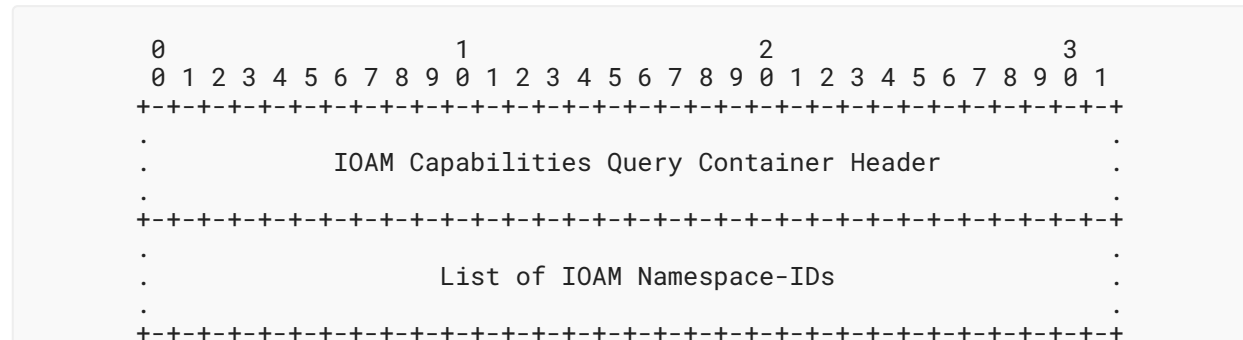 0                   1                   2                   3
 0 1 2 3 4 5 6 7 8 9 0 1 2 3 4 5 6 7 8 9 0 1 2 3 4 5 6 7 8 9 0 1
+-+-+-+-+-+-+-+-+-+-+-+-+-+-+-+-+-+-+-+-+-+-+-+-+-+-+-+-+-+-+-+-+
.                                                               .
.            IOAM Capabilities Query Container Header           .
.                                                               .
+-+-+-+-+-+-+-+-+-+-+-+-+-+-+-+-+-+-+-+-+-+-+-+-+-+-+-+-+-+-+-+-+
.                                                               .
.                   List of IOAM Namespace-IDs                  .
.                                                               .
+-+-+-+-+-+-+-+-+-+-+-+-+-+-+-+-+-+-+-+-+-+-+-+-+-+-+-+-+-+-+-+-+